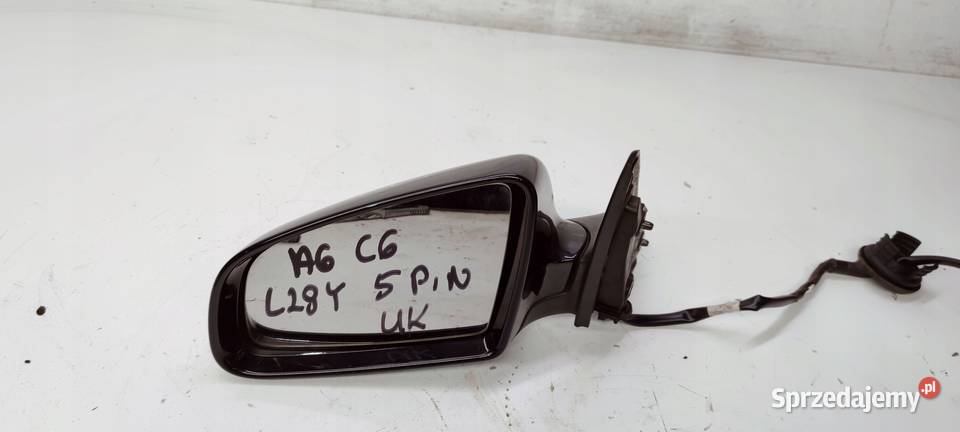 A6 C6
L28Y 5 PIN
UK
Sprzedajemy.pl